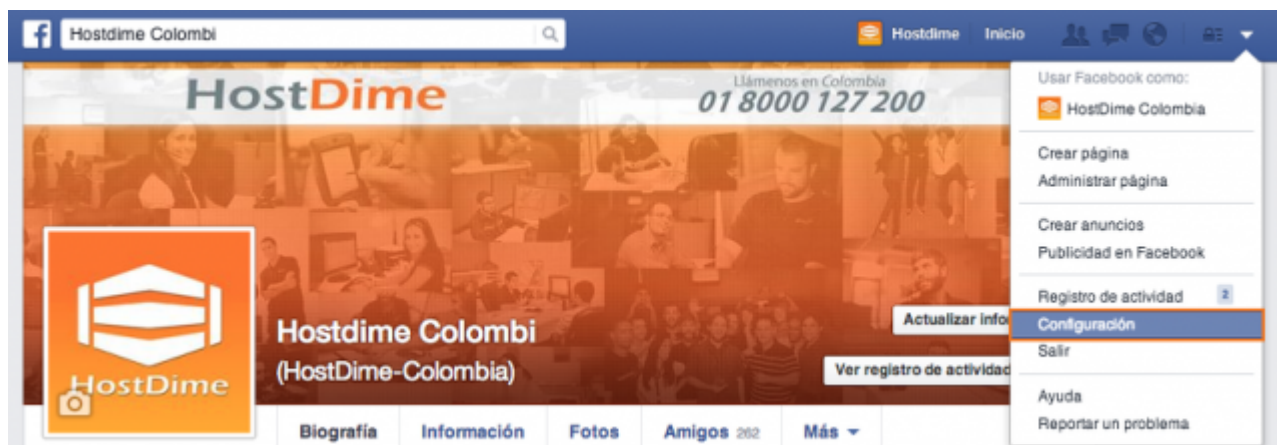 Hostdime Colombi
Hostdime
Inicio
HostDime
Llámenos en Colombia
01 8000 127 200
Usar Facebook como:
HostDime Colombia
Crear página
Administrar página
Crear anuncios
Publicidad en Facebook
Registro de actividad 2
Configuración
Salir
Ayuda
Reportar un problema
HostDime
Hostdime Colombi
(HostDime-Colombia)
Actualizar info
Ver registro de actividad
Biografía
Información
Fotos
Amigos 262
Más